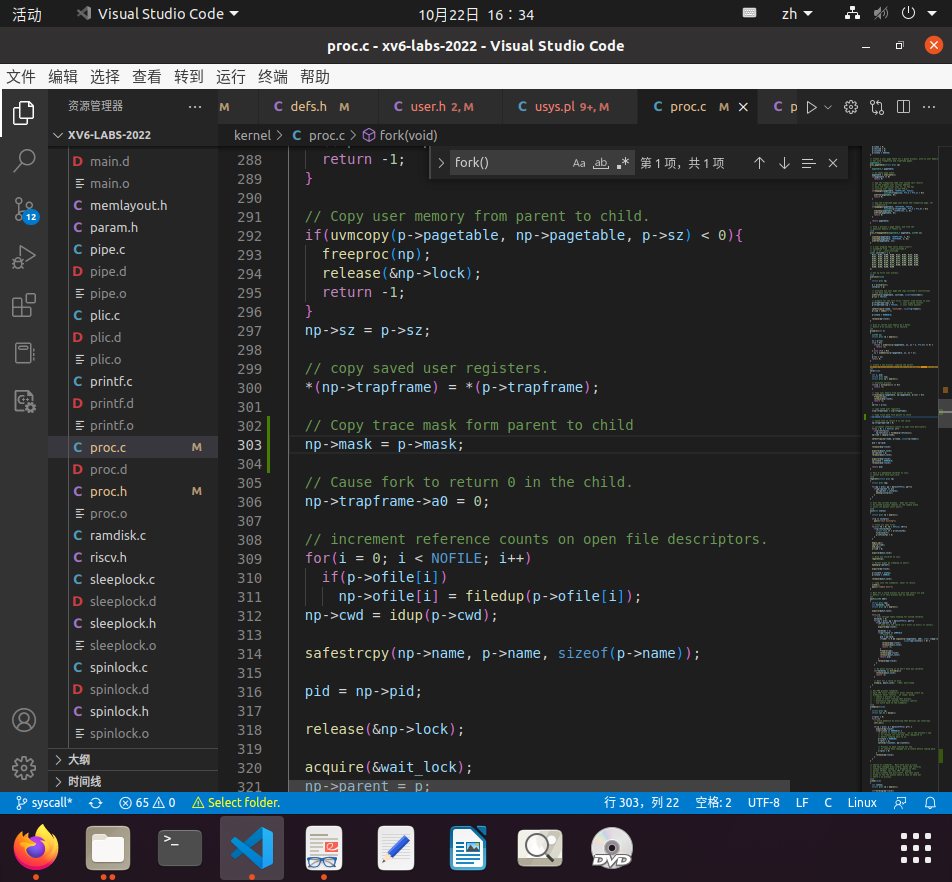 活动
Visual Studio Code
10月22日 16：34
zh
proc.c - xv6-labs-2022 - Visual Studio Code
文件 编辑 选择 查看 转到 运行 终端 帮助
资源管理器
M
C defs.h M
C user.h 2, M
C usys.pl 9+, M
C proc.c M
C p
XV6-LABS-2022
kernel > C proc.c > fork(void)
fork()
Aa ab .*
第 1 项，共 1 项
12
D main.d
main.o
C memlayout.h
C param.h
C pipe.c
D pipe.d
pipe.o
C plic.c
D plic.d
plic.o
C printf.c
D printf.d
printf.o
C proc.c M
D proc.d
C proc.h M
proc.o
C ramdisk.c
C riscv.h
C sleeplock.c
D sleeplock.d
C sleeplock.h
sleeplock.o
C spinlock.c
D spinlock.d
C spinlock.h
spinlock.o
大纲
时间线
288 return -1;
289 }
290
291 // Copy user memory from parent to child.
292 if(uvmcopy(p->pagetable, np->pagetable, p->sz) < 0){
293 freeproc(np);
294 release(&np->lock);
295 return -1;
296 }
297 np->sz = p->sz;
298
299 // copy saved user registers.
300 *(np->trapframe) = *(p->trapframe);
301
302 // Copy trace mask form parent to child
303 np->mask = p->mask;
304
305 // Cause fork to return 0 in the child.
306 np->trapframe->a0 = 0;
307
308 // increment reference counts on open file descriptors.
309 for(i = 0; i < NOFILE; i++)
310 if(p->ofile[i])
311 np->ofile[i] = filedup(p->ofile[i]);
312 np->cwd = idup(p->cwd);
313
314 safestrcpy(np->name, p->name, sizeof(p->name));
315
316 pid = np->pid;
317
318 release(&np->lock);
319
320 acquire(&wait_lock);
321 np->parent = p;
syscall* 65 0 Select folder. 行 303，列 22 空格: 2 UTF-8 LF C Linux
>_
DVD